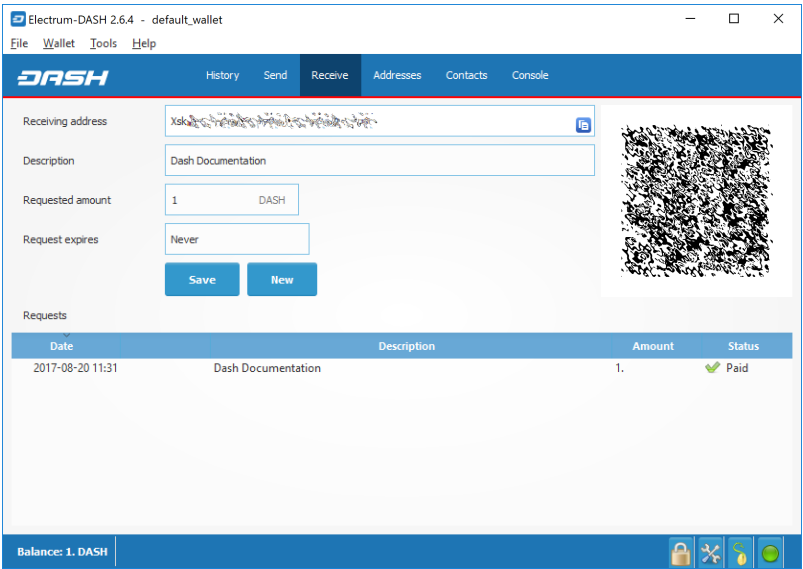 Electrum-DASH 2.6.4 - default_wallet
File Wallet Tools Help
DASH History Send Receive Addresses Contacts Console
Receiving address
Description Dash Documentation
Requested amount 1 DASH
Request expires Never
Save New
Requests
Date Description Amount Status
2017-08-20 11:31 Dash Documentation 1. Paid
Balance: 1. DASH